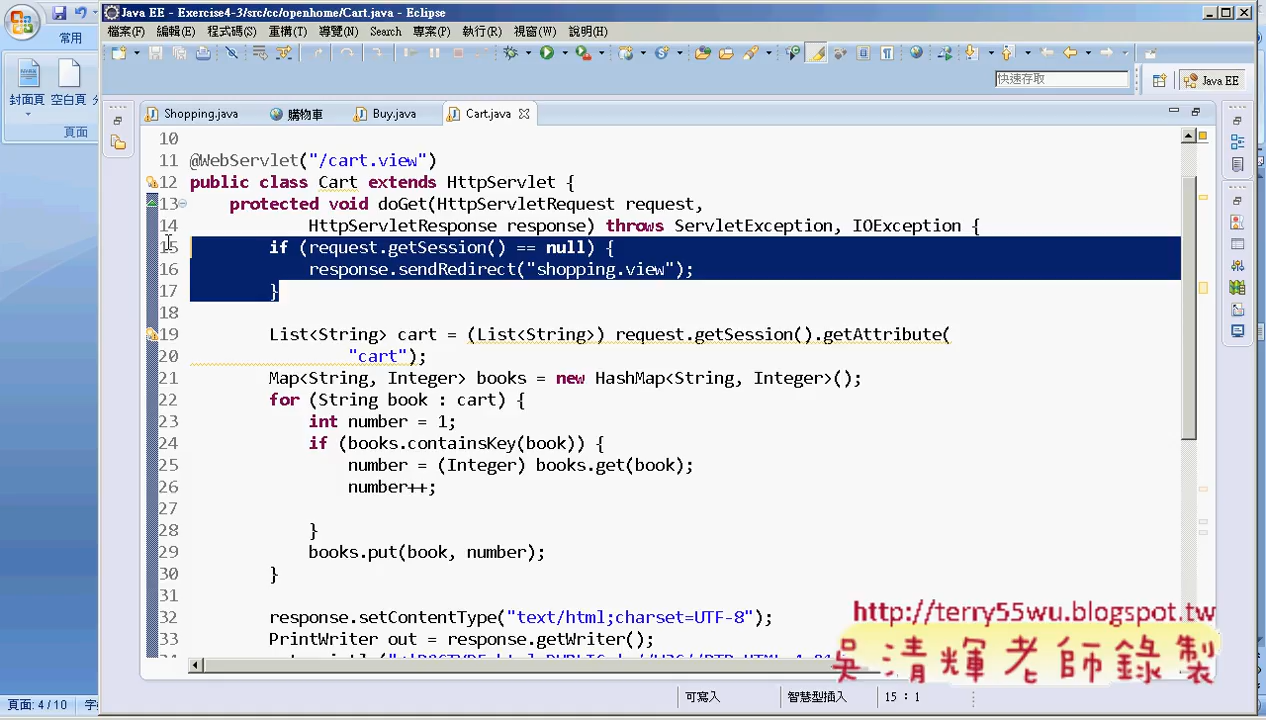 Java EE - Exercise4-3/src/cc/openhome/Cart.java - Eclipse
檔案(F) 編輯(E) 程式碼(S) 重構(T) 導覽(N) Search 專案(P) 執行(R) 視窗(W) 說明(H)
常用
快速存取
Java EE
封面頁 空白頁
頁面
Shopping.java 購物車 Buy.java Cart.java
10
11 @WebServlet("/cart.view")
12 public class Cart extends HttpServlet {
13 protected void doGet(HttpServletRequest request,
14 HttpServletResponse response) throws ServletException, IOException {
15 if (request.getSession() == null) {
16 response.sendRedirect("shopping.view");
17 }
18
19 List<String> cart = (List<String>) request.getSession().getAttribute(
20 "cart");
21 Map<String, Integer> books = new HashMap<String, Integer>();
22 for (String book : cart) {
23 int number = 1;
24 if (books.containsKey(book)) {
25 number = (Integer) books.get(book);
26 number++;
27
28 }
29 books.put(book, number);
30 }
31
32 response.setContentType("text/html;charset=UTF-8");
33 PrintWriter out = response.getWriter();
http://terry55wu.blogspot.tw
吳清輝老師錄製
頁面: 4/10
可寫入 智慧型插入 15 : 1